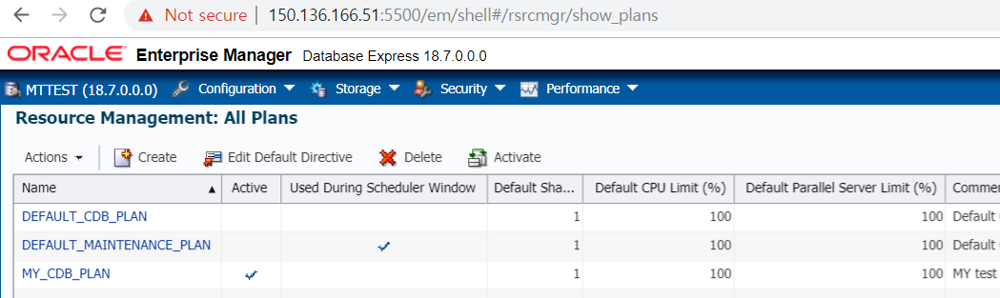 Not secure | 150.136.166.51:5500/em/shell#/rsrcmgr/show_plans
ORACLE Enterprise Manager Database Express 18.7.0.0.0
MTTEST (18.7.0.0.0) Configuration Storage Security Performance
Resource Management: All Plans
Actions Create Edit Default Directive Delete Activate
Name Active Used During Scheduler Window Default Sha... Default CPU Limit (%) Default Parallel Server Limit (%) Commen
DEFAULT_CDB_PLAN 1 100 100 Default
DEFAULT_MAINTENANCE_PLAN 1 100 100 Default
MY_CDB_PLAN 1 100 100 MY test